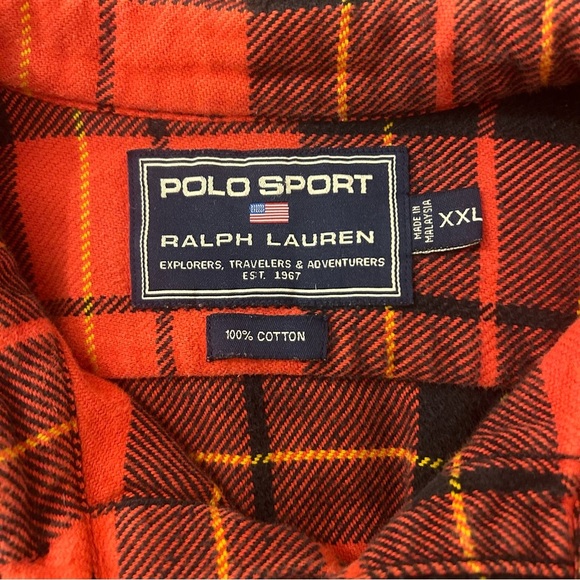 POLO SPORT
RALPH LAUREN
EXPLORERS, TRAVELERS & ADVENTURERS
EST. 1967
MADE IN
MALAYSIA
XXL
100% COTTON